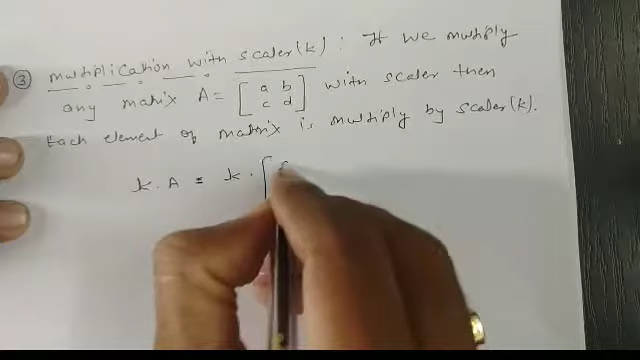 ③ multiplication with scaler(k) : If we multiply
any matrix A = [ a b
c d ] with scaler then
Each element of matrix is multiply by scaler(k).
k . A = k . [